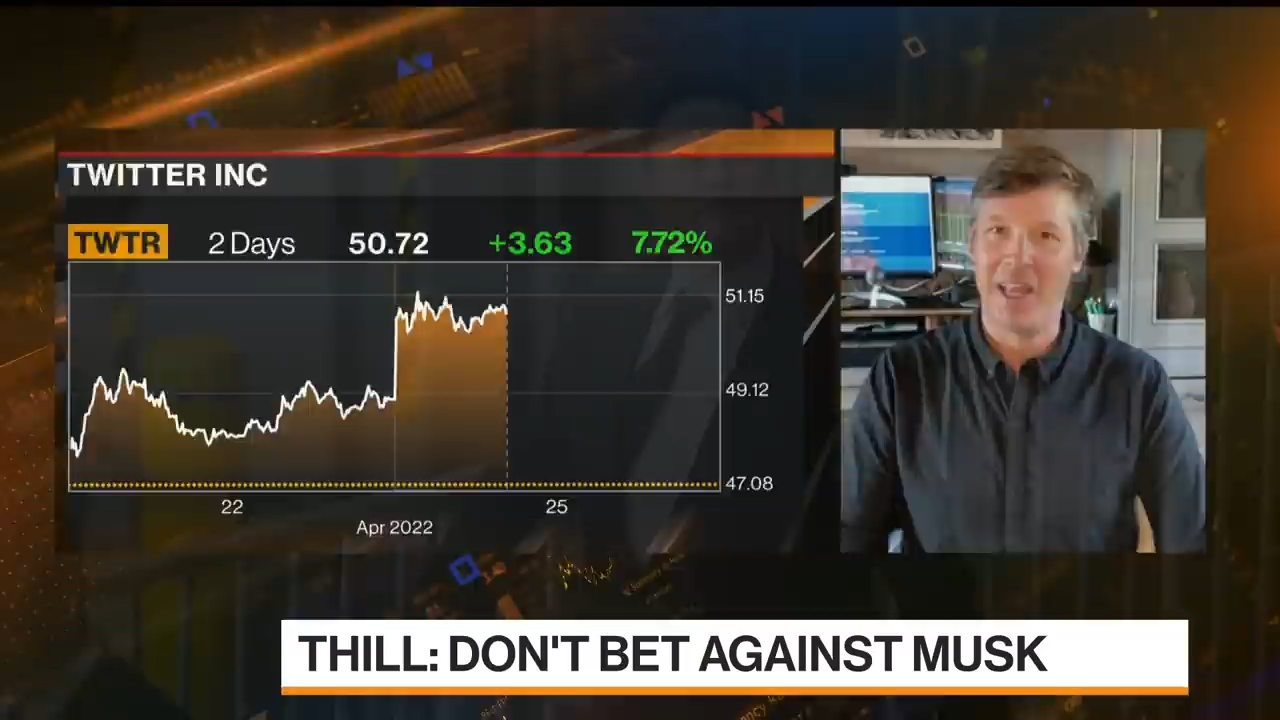 TWITTER INC
TWTR 2 Days 50.72 +3.63 7.72%
51.15
49.12
47.08
22 25
Apr 2022
THILL: DON'T BET AGAINST MUSK